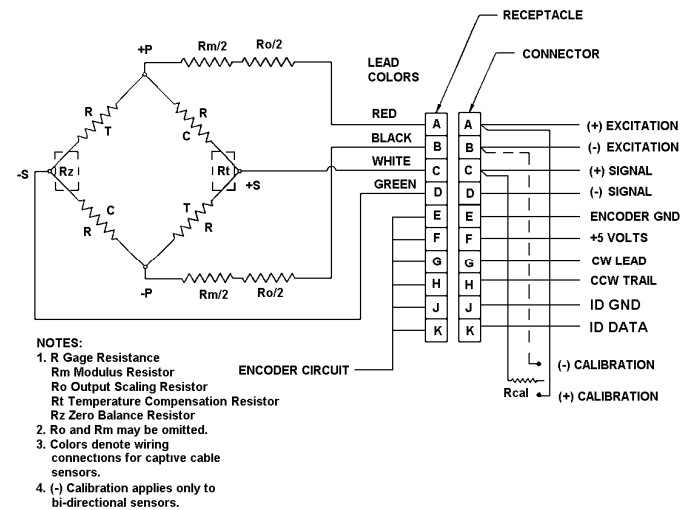 RECEPTACLE
CONNECTOR
LEAD
COLORS
+P
Rm/2 Ro/2
R
T
R
C
-S
Rz
Rt
+S
C
R
T
R
-P
Rm/2 Ro/2
RED
BLACK
WHITE
GREEN
A A (+) EXCITATION
B B (-) EXCITATION
C C (+) SIGNAL
D D (-) SIGNAL
E E ENCODER GND
F F +5 VOLTS
G G CW LEAD
H H CCW TRAIL
J J ID GND
K K ID DATA
ENCODER CIRCUIT
(-) CALIBRATION
Rcal
(+) CALIBRATION
NOTES:
1. R Gage Resistance
Rm Modulus Resistor
Ro Output Scaling Resistor
Rt Temperature Compensation Resistor
Rz Zero Balance Resistor
2. Ro and Rm may be omitted.
3. Colors denote wiring
connections for captive cable
sensors.
4. (-) Calibration applies only to
bi-directional sensors.